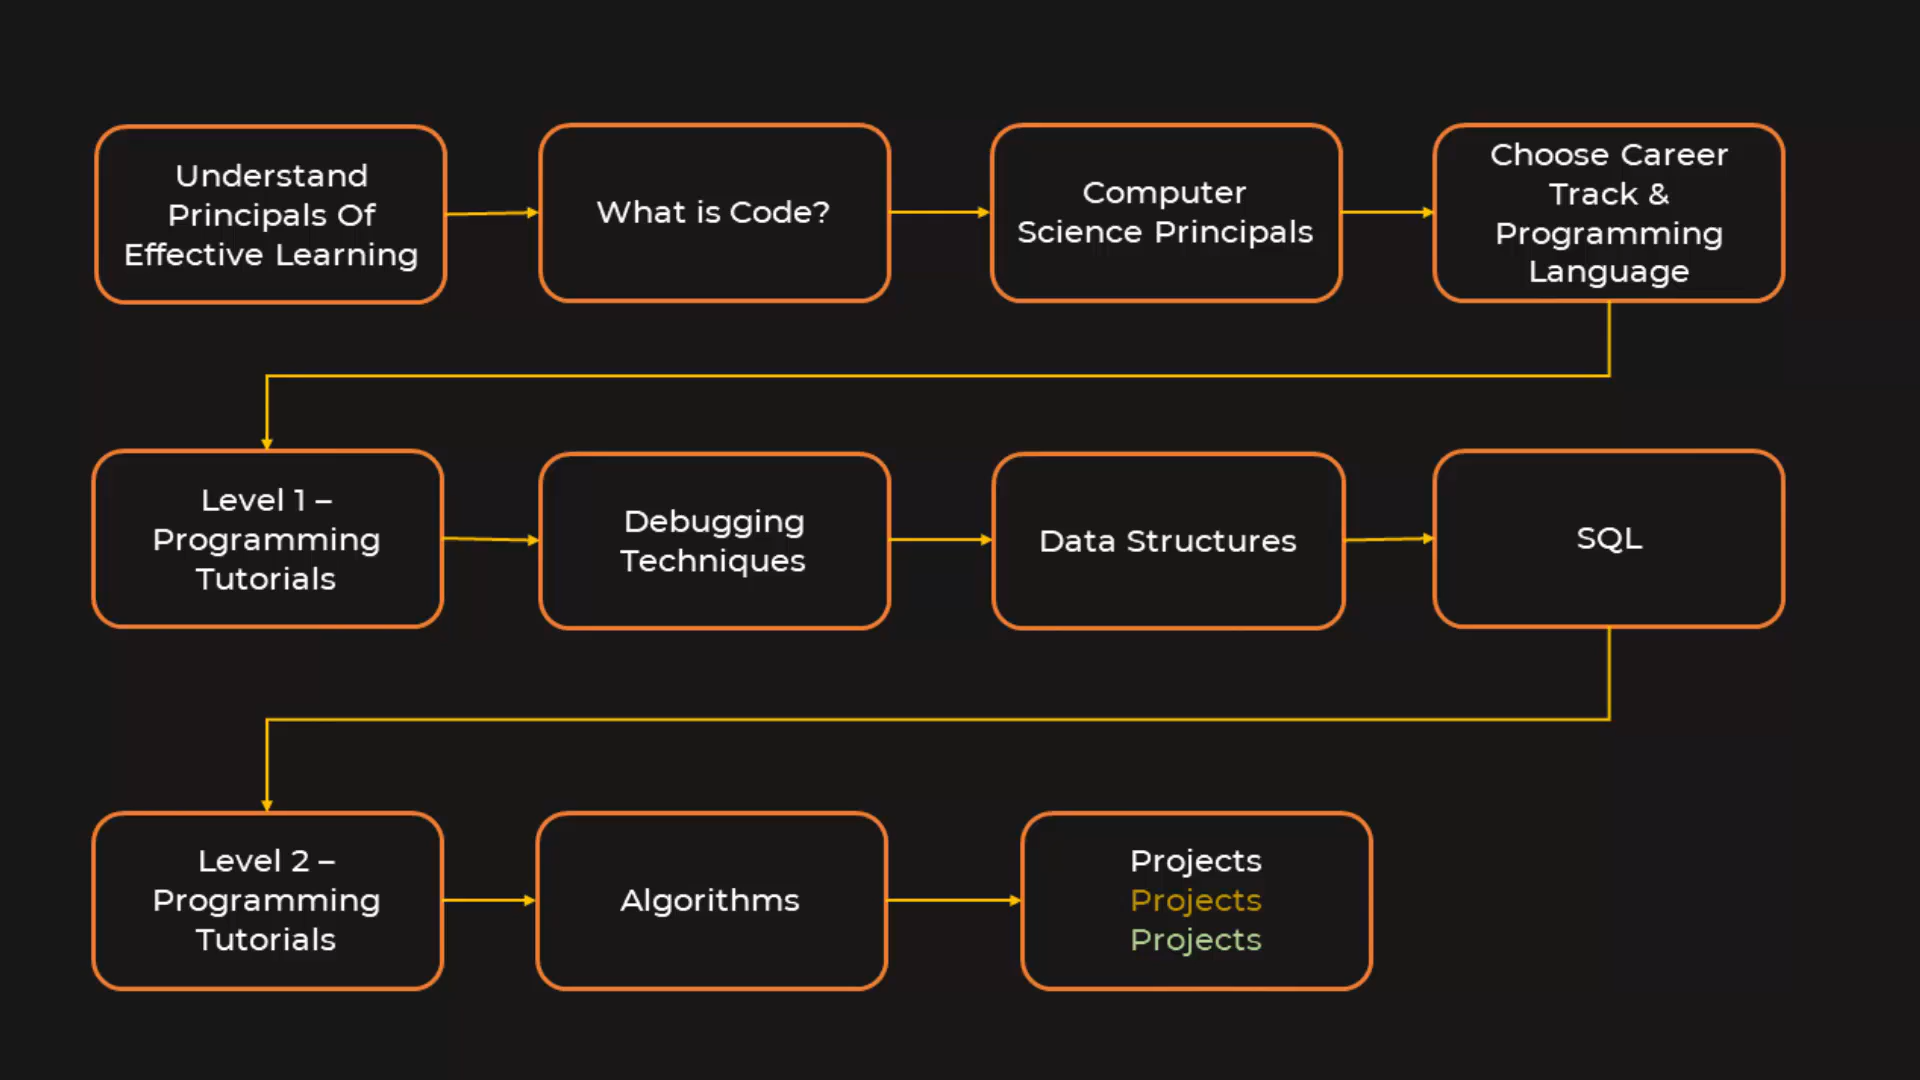 Understand
Principals Of
Effective Learning
What is Code?
Computer
Science Principals
Choose Career
Track &
Programming
Language
Level 1 –
Programming
Tutorials
Debugging
Techniques
Data Structures
SQL
Level 2 –
Programming
Tutorials
Algorithms
Projects
Projects
Projects